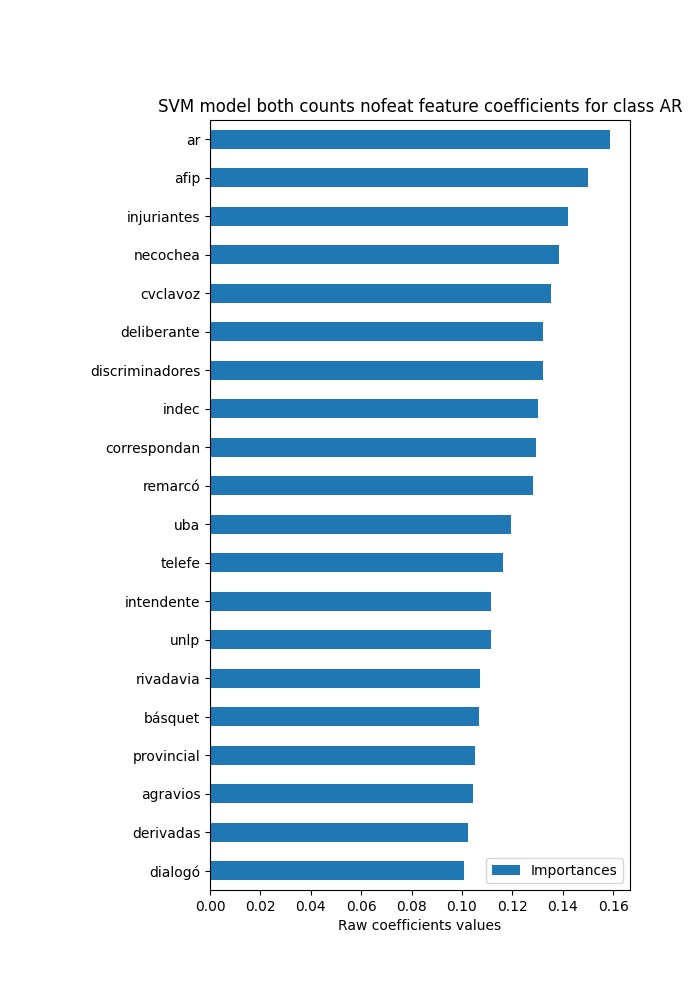 SVM model both counts nofeat feature coefficients for class AR
ar
afip
injuriantes
necochea
cvclavoz
deliberante
discriminadores
indec
correspondan
remarcó
uba
telefe
intendente
unlp
rivadavia
básquet
provincial
agravios
derivadas
dialogó
Importances
0.00 0.02 0.04 0.06 0.08 0.10 0.12 0.14 0.16
Raw coefficients values